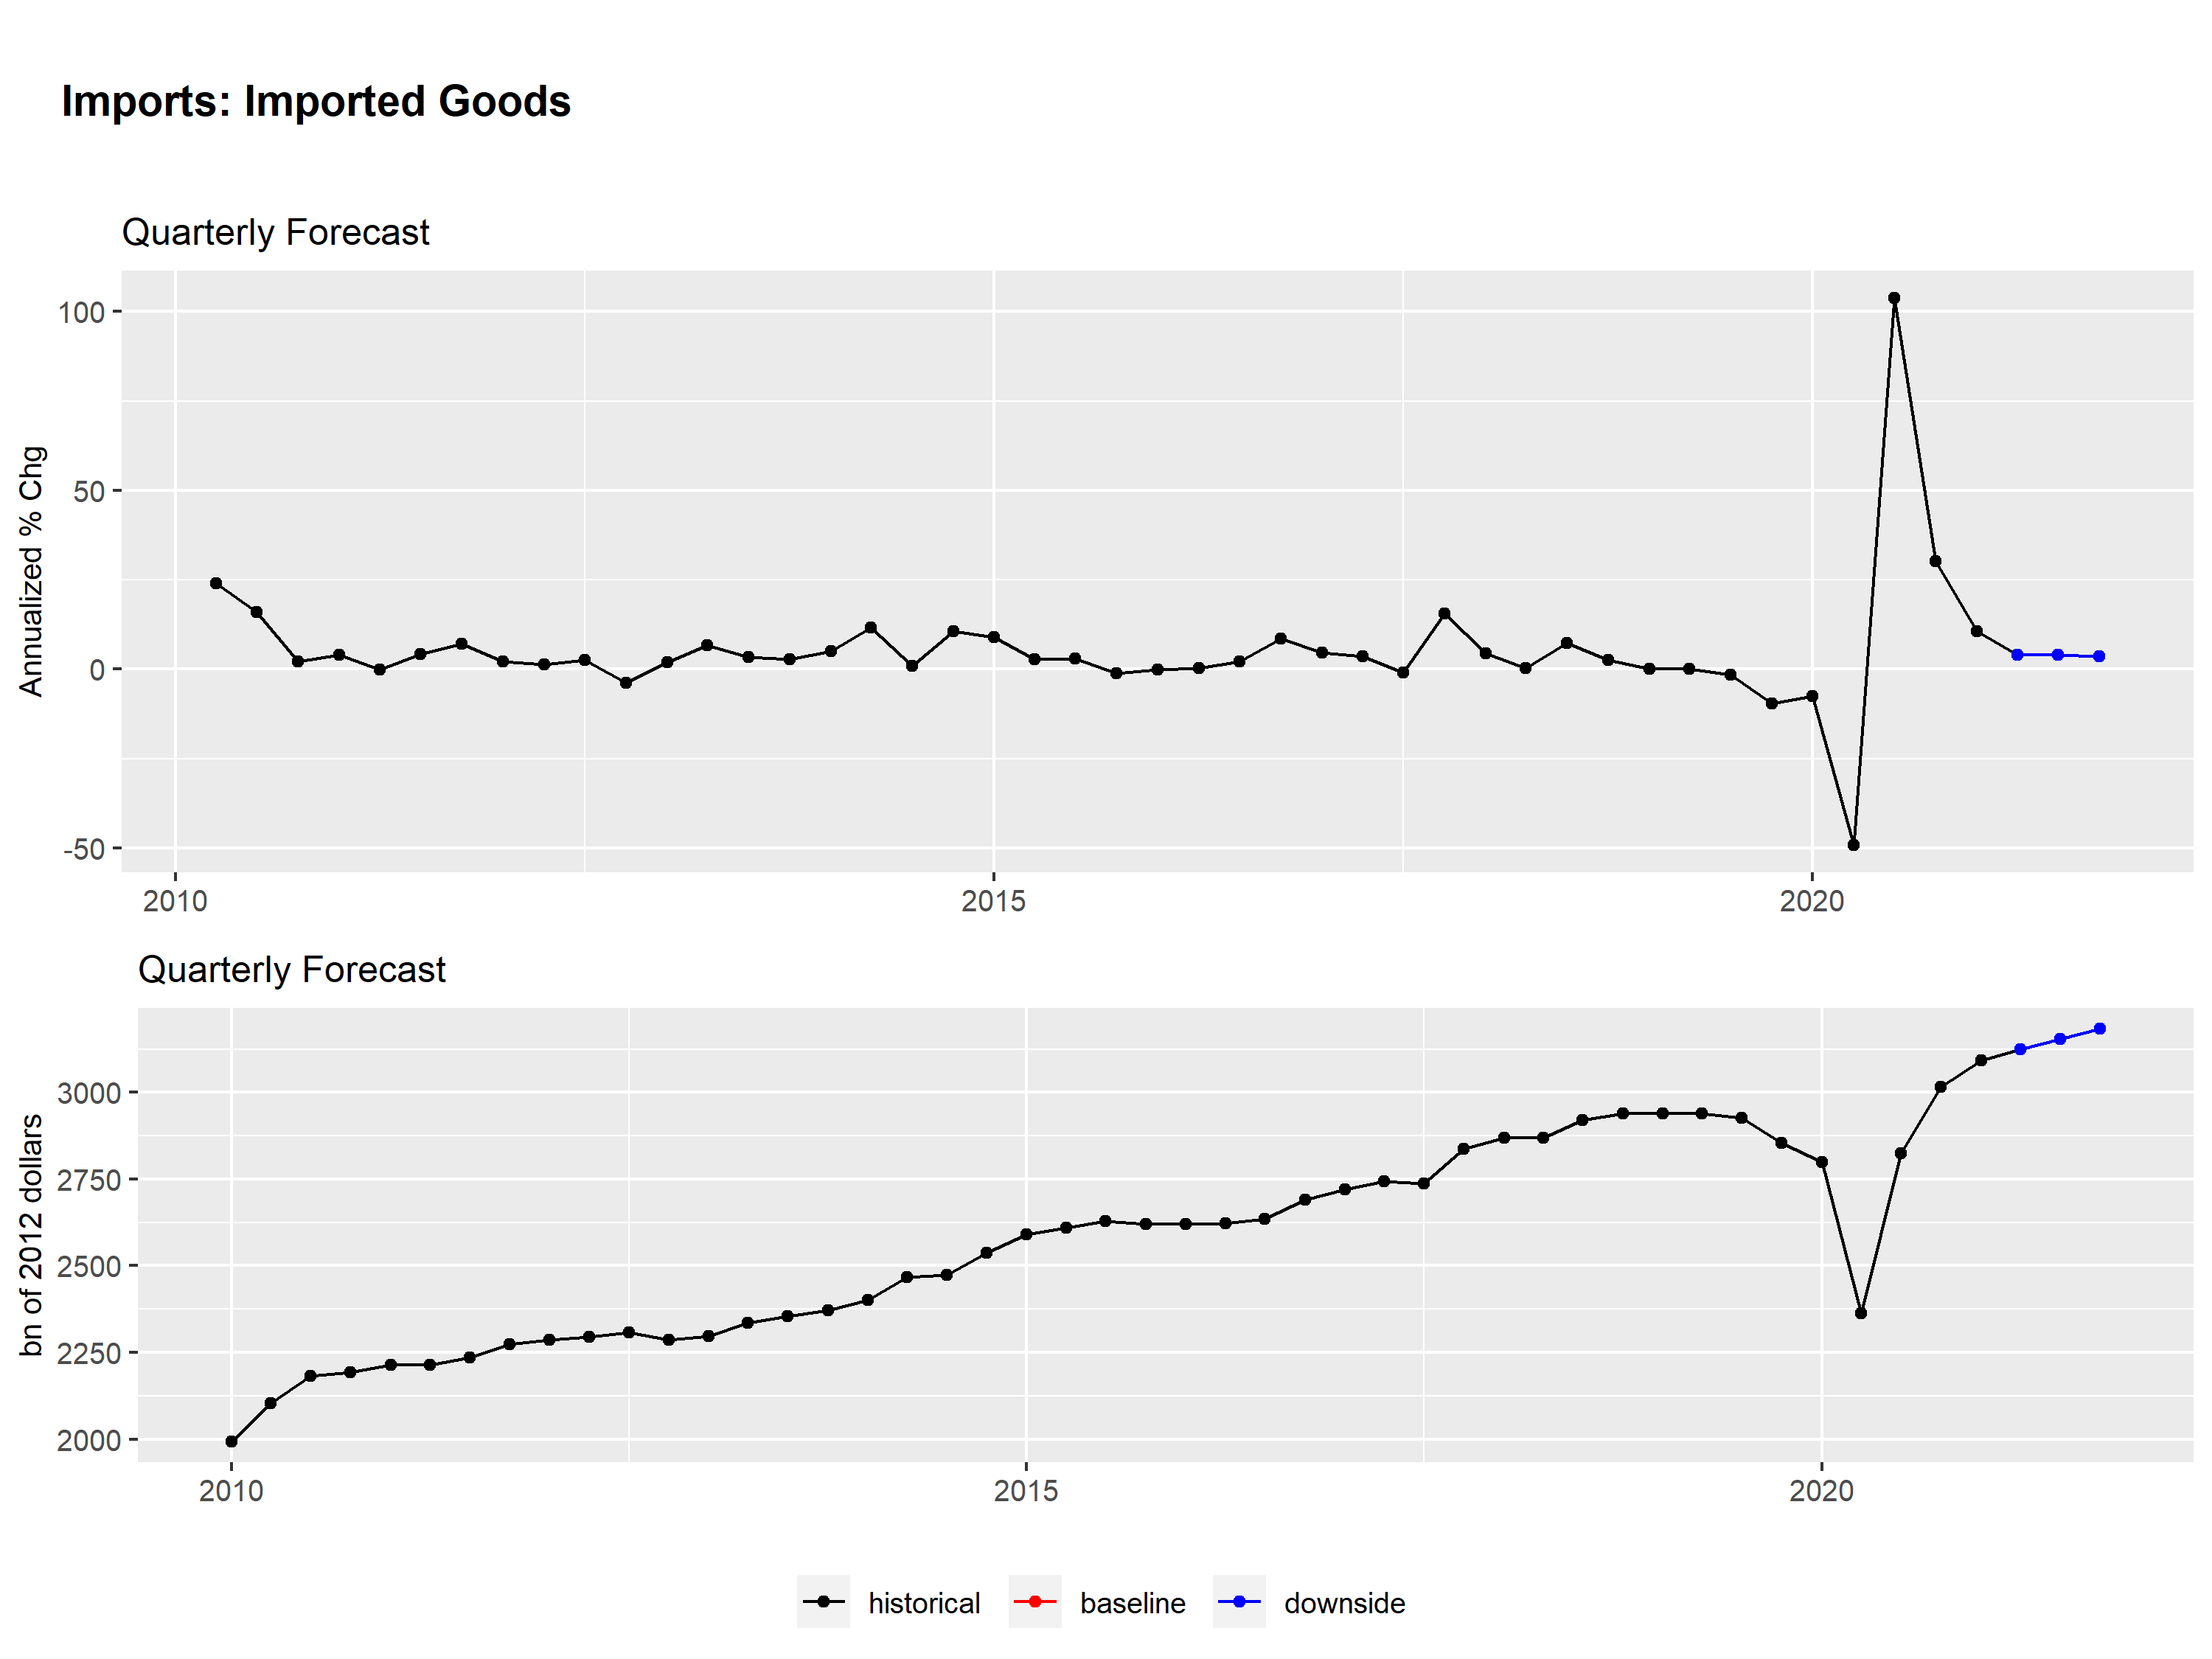 Imports: Imported Goods
Quarterly Forecast
Annualized % Chg
100
50
0
-50
2010 2015 2020
Quarterly Forecast
bn of 2012 dollars
3000
2750
2500
2250
2000
2010 2015 2020
historical baseline downside